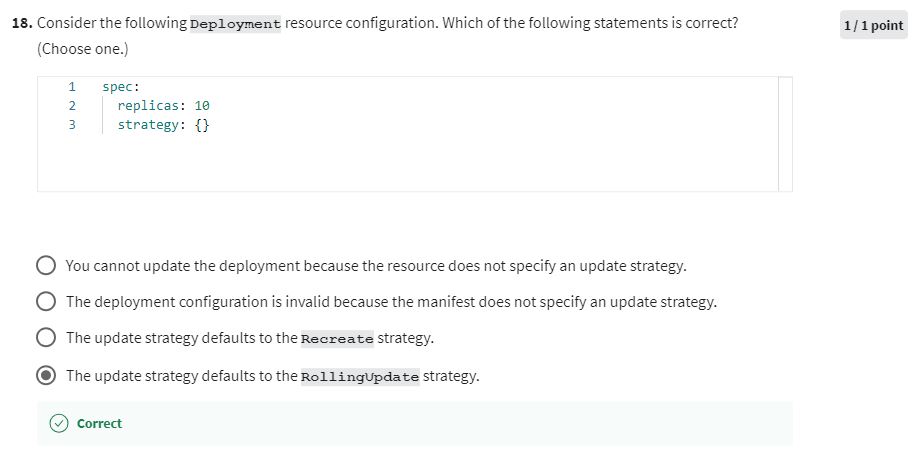 18. Consider the following Deployment resource configuration. Which of the following statements is correct?
1 / 1 point
(Choose one.)
1 spec:
2 replicas: 10
3 strategy: {}
You cannot update the deployment because the resource does not specify an update strategy.
The deployment configuration is invalid because the manifest does not specify an update strategy.
The update strategy defaults to the Recreate strategy.
The update strategy defaults to the RollingUpdate strategy.
Correct